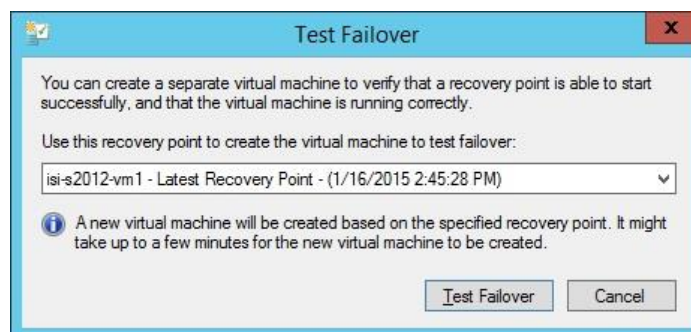 Test Failover
x
You can create a separate virtual machine to verify that a recovery point is able to start
successfully, and that the virtual machine is running correctly.
Use this recovery point to create the virtual machine to test failover:
isi-s2012-vm1 - Latest Recovery Point - (1/16/2015 2:45:28 PM)
A new virtual machine will be created based on the specified recovery point. It might
take up to a few minutes for the new virtual machine to be created.
Test Failover Cancel